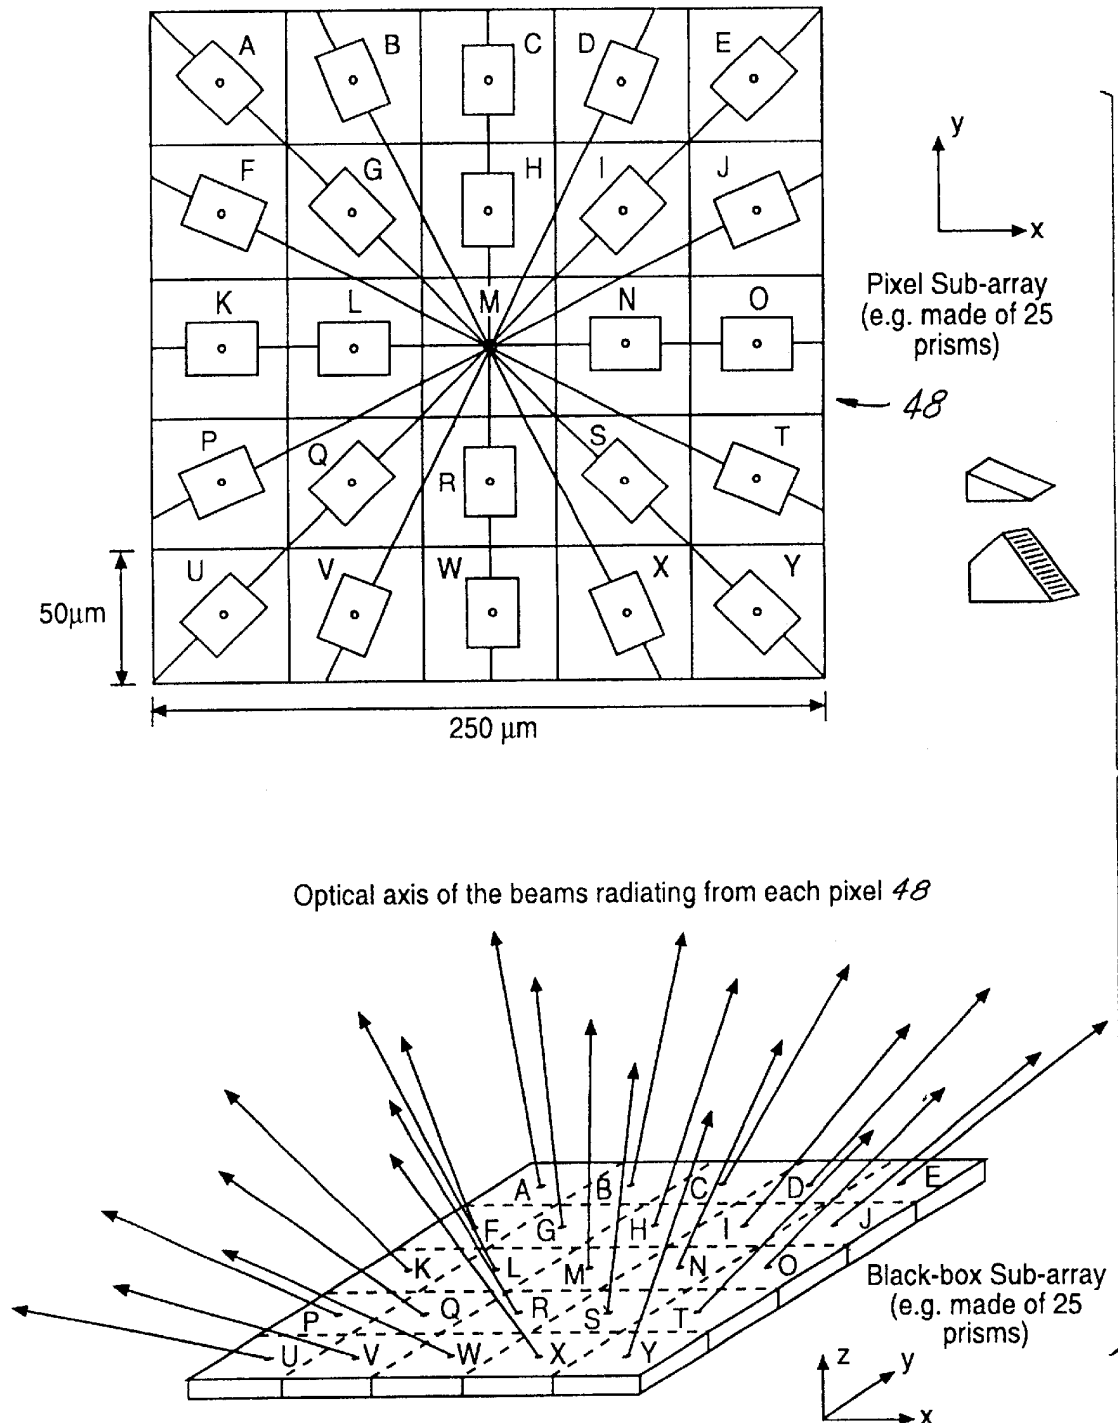 A B C D E
F G H I J
K L M N O
P Q R S T
U V W X Y
50μm
250 μm
y
x
Pixel Sub-array
(e.g. made of 25
prisms)
48
Optical axis of the beams radiating from each pixel 48
A B C D E
F G H I J
K L M N O
P Q R S T
U V W X Y
Black-box Sub-array
(e.g. made of 25
prisms)
z
y
x